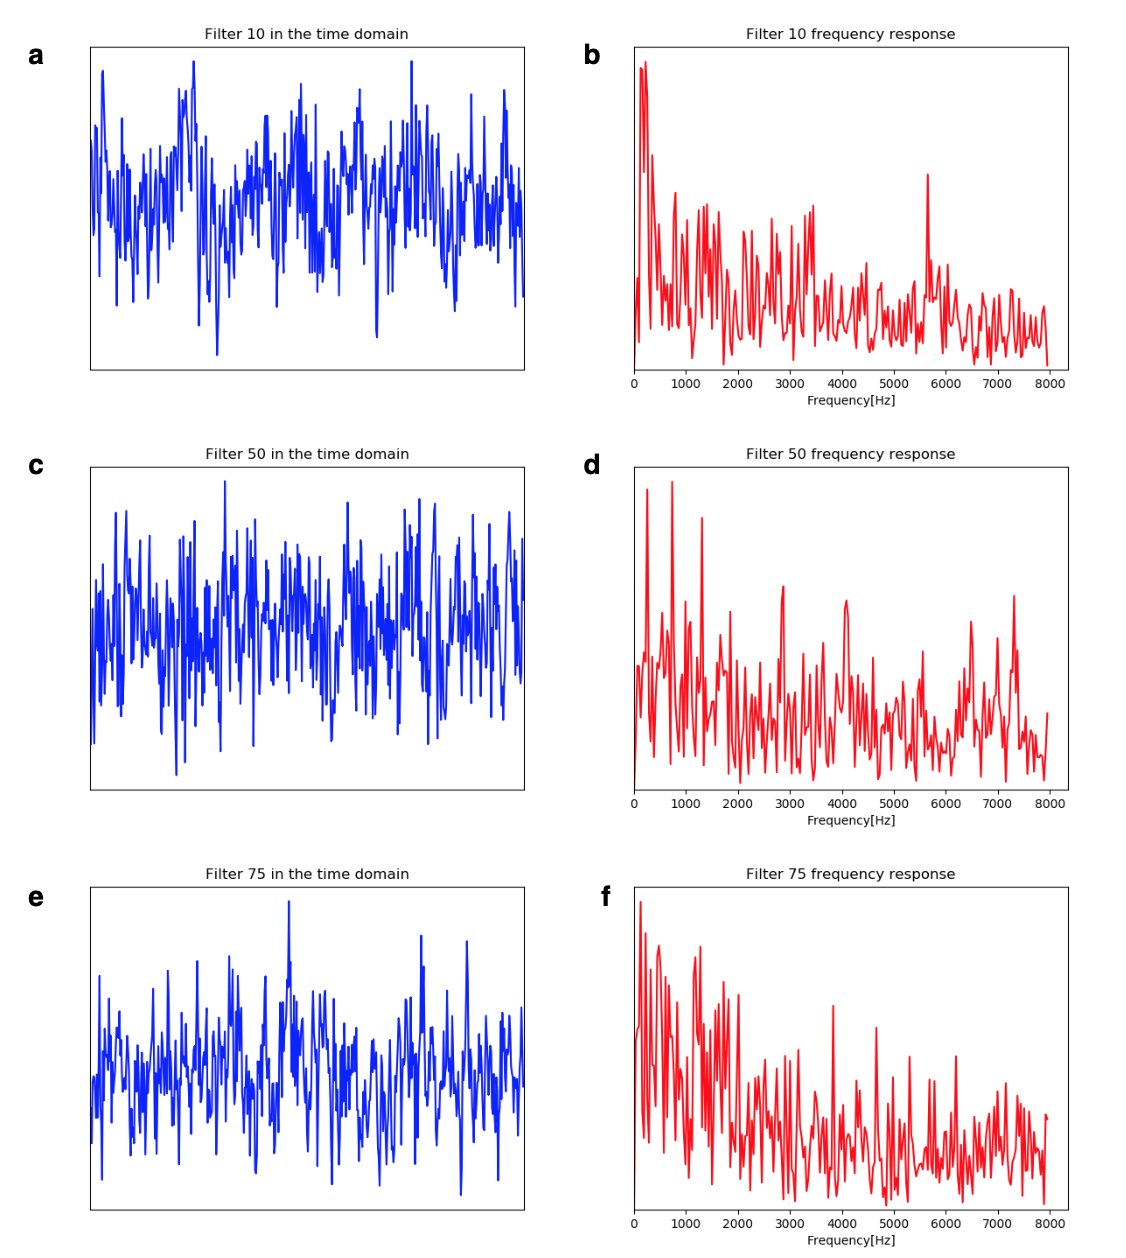 a
Filter 10 in the time domain
b
Filter 10 frequency response
0 1000 2000 3000 4000 5000 6000 7000 8000
Frequency[Hz]
c
Filter 50 in the time domain
d
Filter 50 frequency response
0 1000 2000 3000 4000 5000 6000 7000 8000
Frequency[Hz]
e
Filter 75 in the time domain
f
Filter 75 frequency response
0 1000 2000 3000 4000 5000 6000 7000 8000
Frequency[Hz]